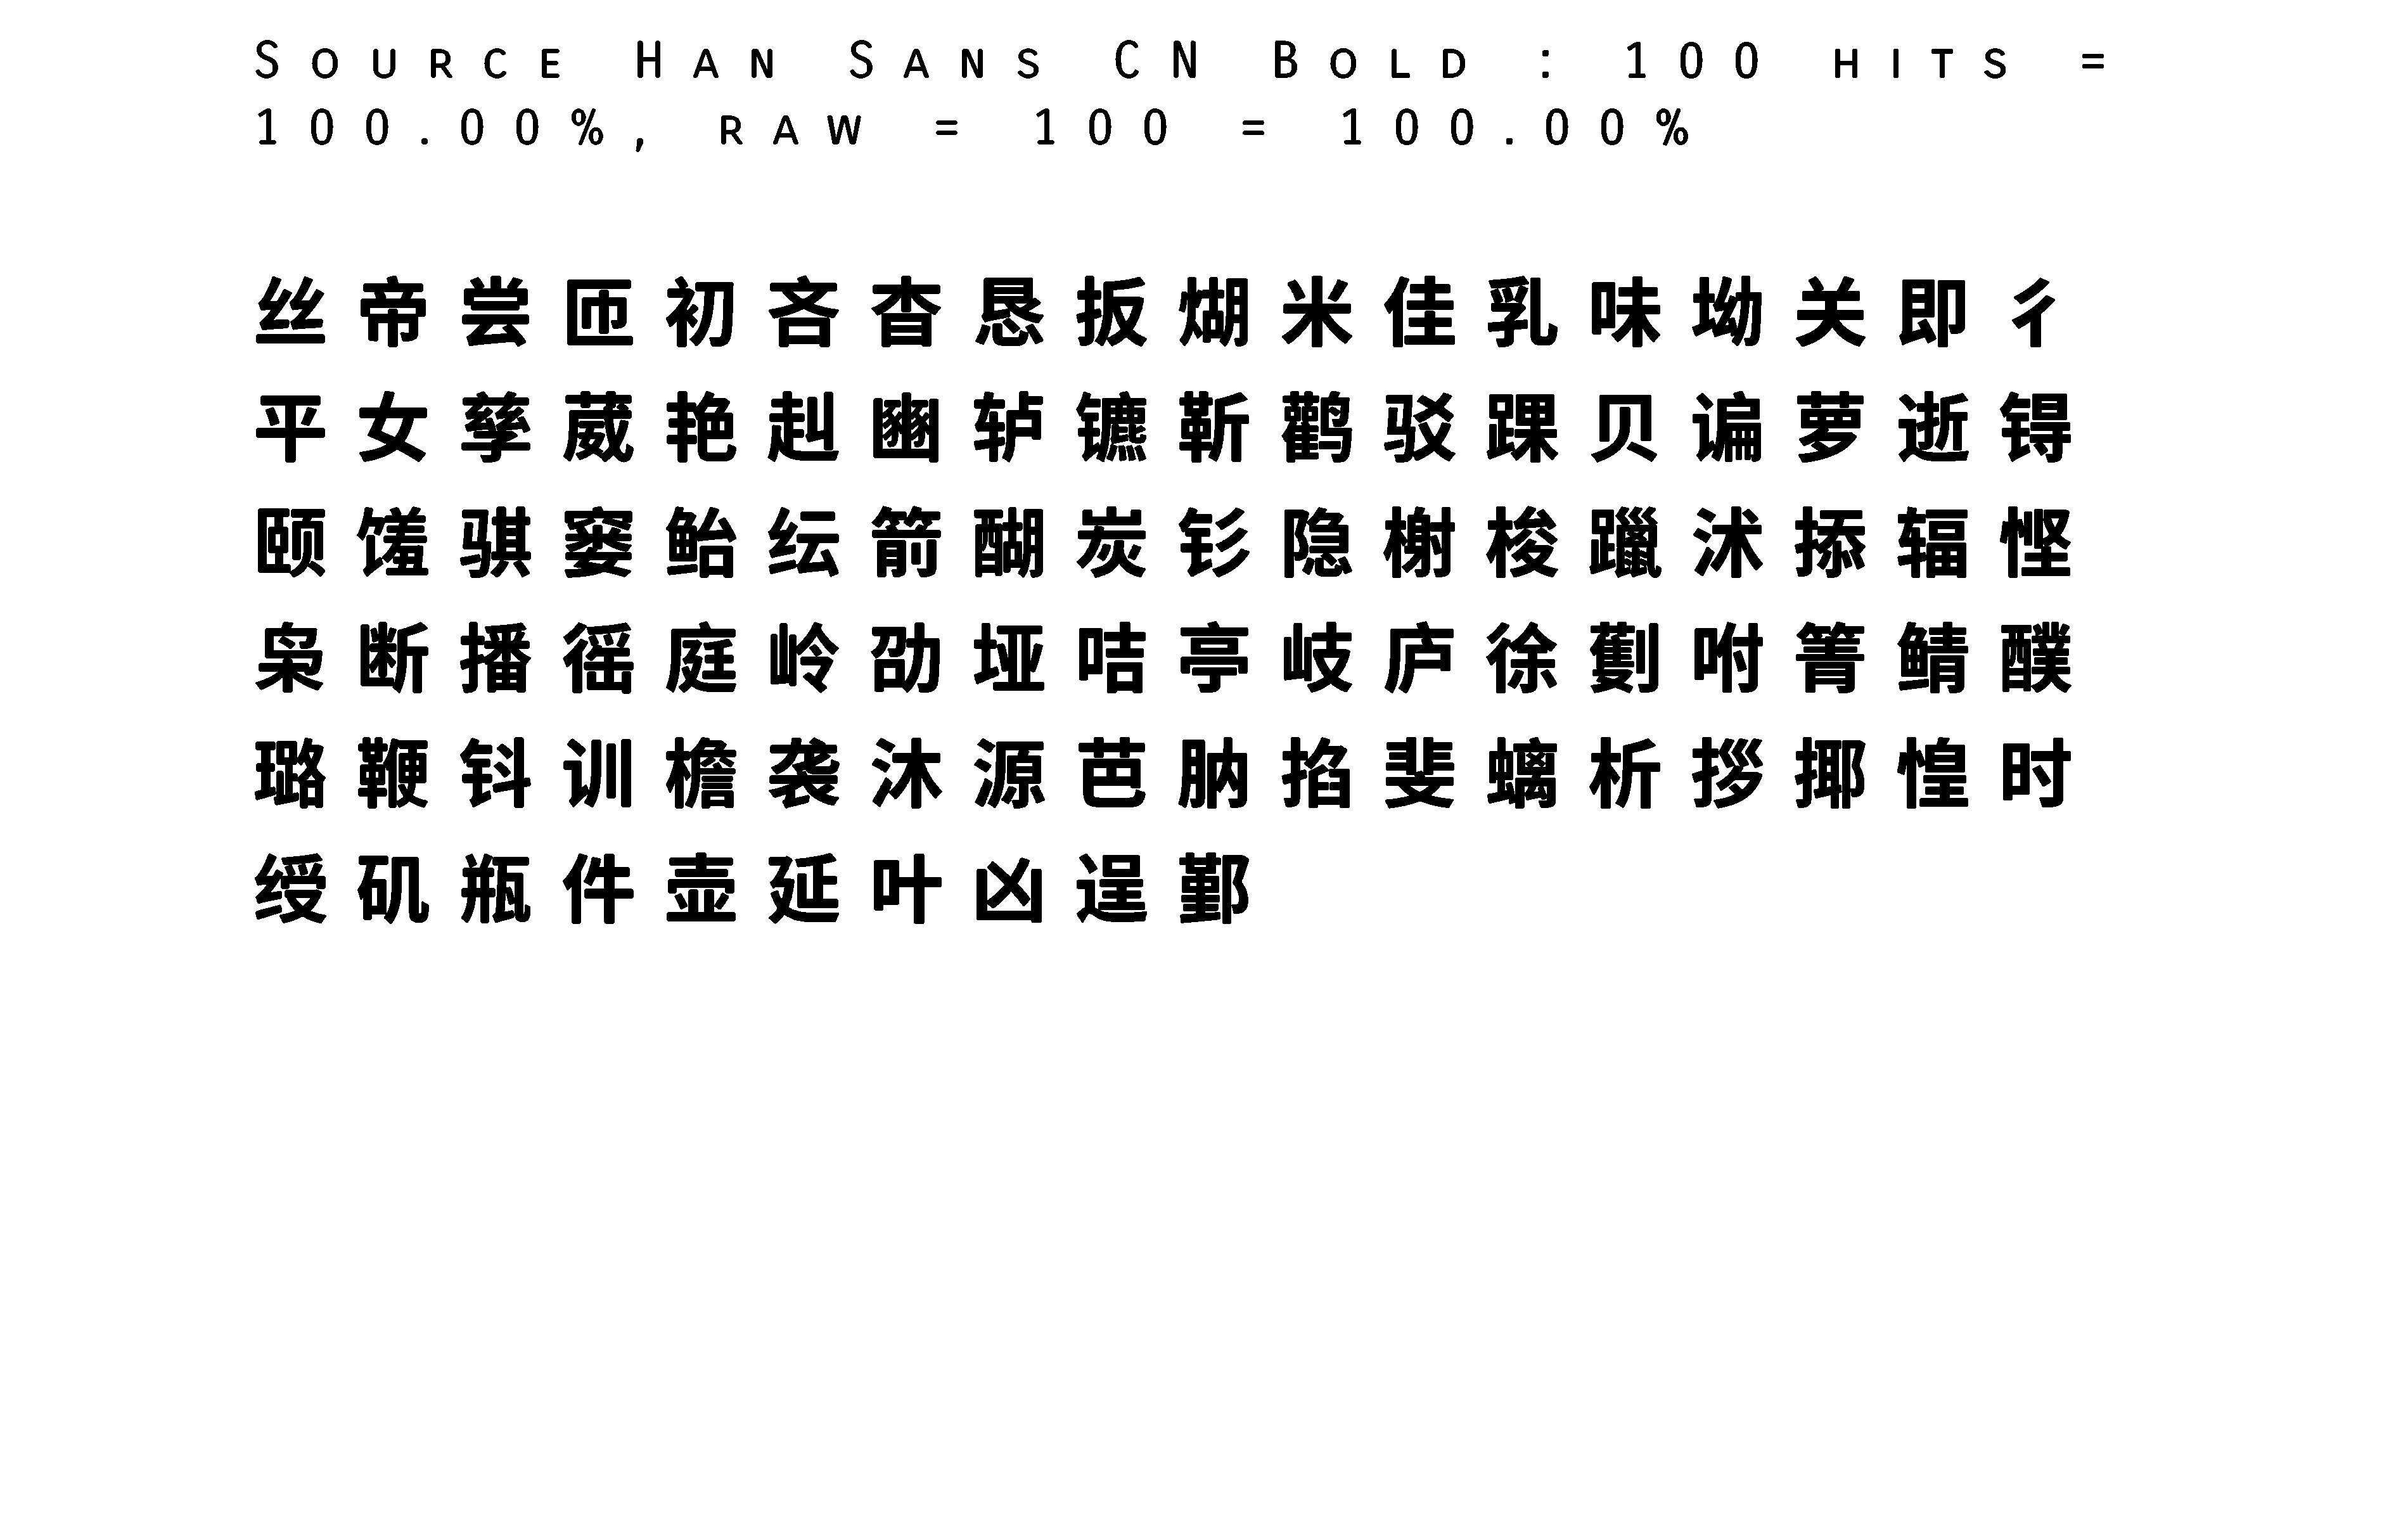 Source Han Sans CN Bold : 100 hits =
100.00%, raw = 100 = 100.00%
丝帝尝匝初吝杳恳扳煳米佳乳味坳关即彳
平女孳葳艳赳豳轳镳靳鹳驳踝贝谝萝逝锝
颐馐骐窭鲐纭箭醐炭钐隐榭梭躐沭掭辐悭
枭断播徭庭岭劭垭咭亭岐庐徐劐咐箐鲭醭
璐鞭钭训檐袭沐源芭肭掐斐螭析拶揶惶时
绶矶瓶件壶延叶凶逞鄞